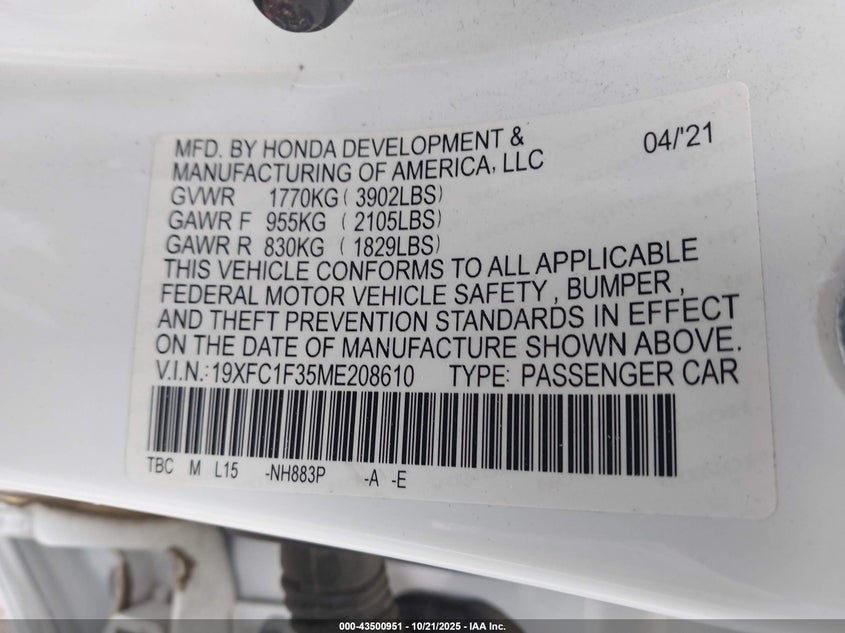 MFD. BY HONDA DEVELOPMENT & 04/'21
MANUFACTURING OF AMERICA, LLC
GVWR 1770KG ( 3902LBS)
GAWR F 955KG ( 2105LBS)
GAWR R 830KG ( 1829LBS)
THIS VEHICLE CONFORMS TO ALL APPLICABLE
FEDERAL MOTOR VEHICLE SAFETY , BUMPER ,
AND THEFT PREVENTION STANDARDS IN EFFECT
ON THE DATE OF MANUFACTURE SHOWN ABOVE.
V.I.N.: 19XFC1F35ME208610 TYPE: PASSENGER CAR
TBC M L15 -NH883P -A -E
000-43500951 - 10/21/2025 - IAA Inc.